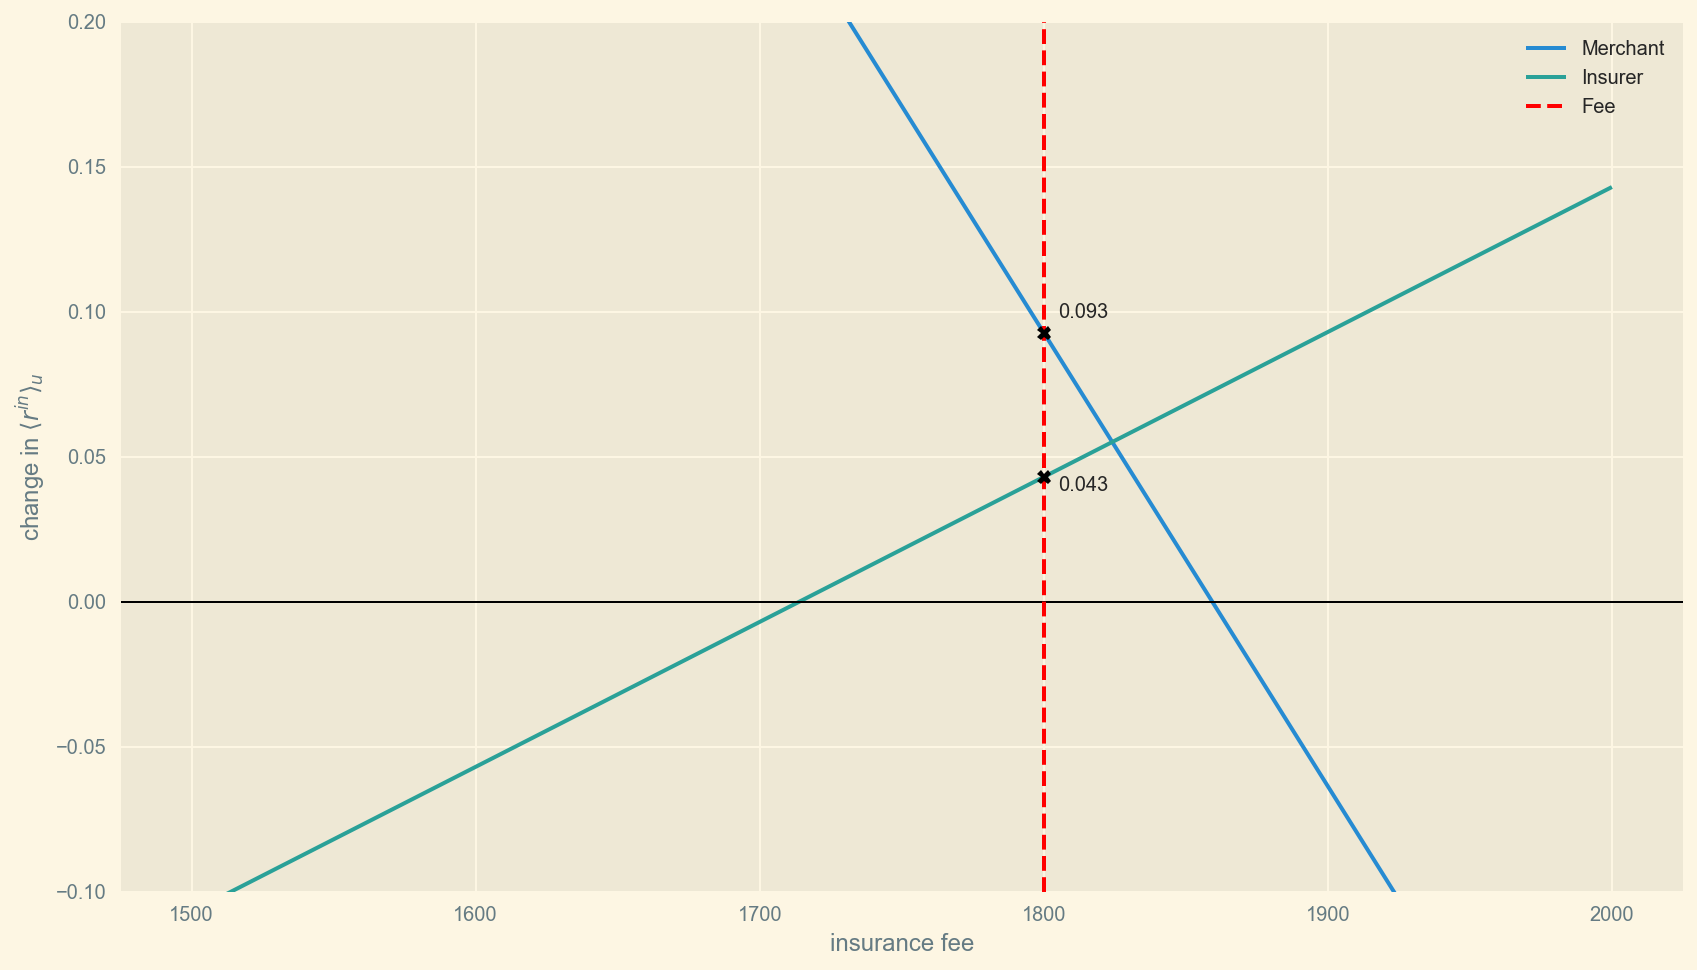 0.20
0.15
0.10
0.05
0.00
−0.05
−0.10
change in ⟨r^{in}⟩_u
Merchant
Insurer
Fee
0.093
0.043
1500 1600 1700 1800 1900 2000
insurance fee